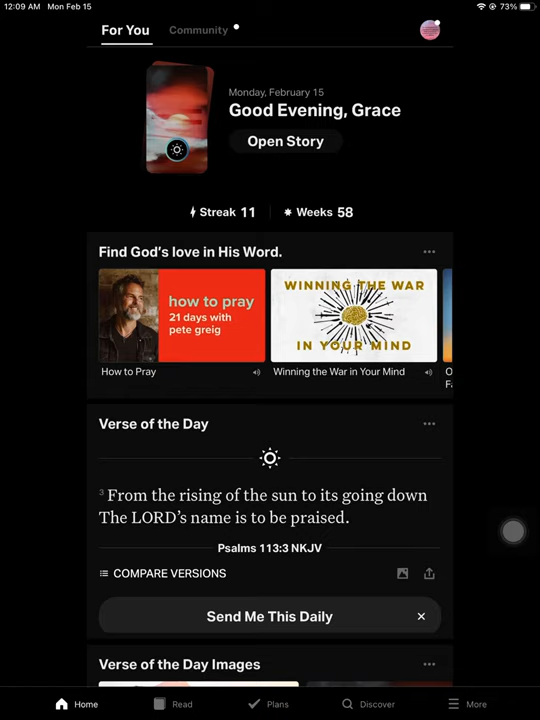 12:09 AM Mon Feb 15
73%
For You
Community
Monday, February 15
Good Evening, Grace
Open Story
Streak 11
Weeks 58
Find God's love in His Word.
how to pray
21 days with
pete greig
WINNING THE WAR
IN YOUR MIND
How to Pray
Winning the War in Your Mind
O
Fa
Verse of the Day
3 From the rising of the sun to its going down
The LORD's name is to be praised.
Psalms 113:3 NKJV
COMPARE VERSIONS
Send Me This Daily
Verse of the Day Images
Home
Read
Plans
Discover
More